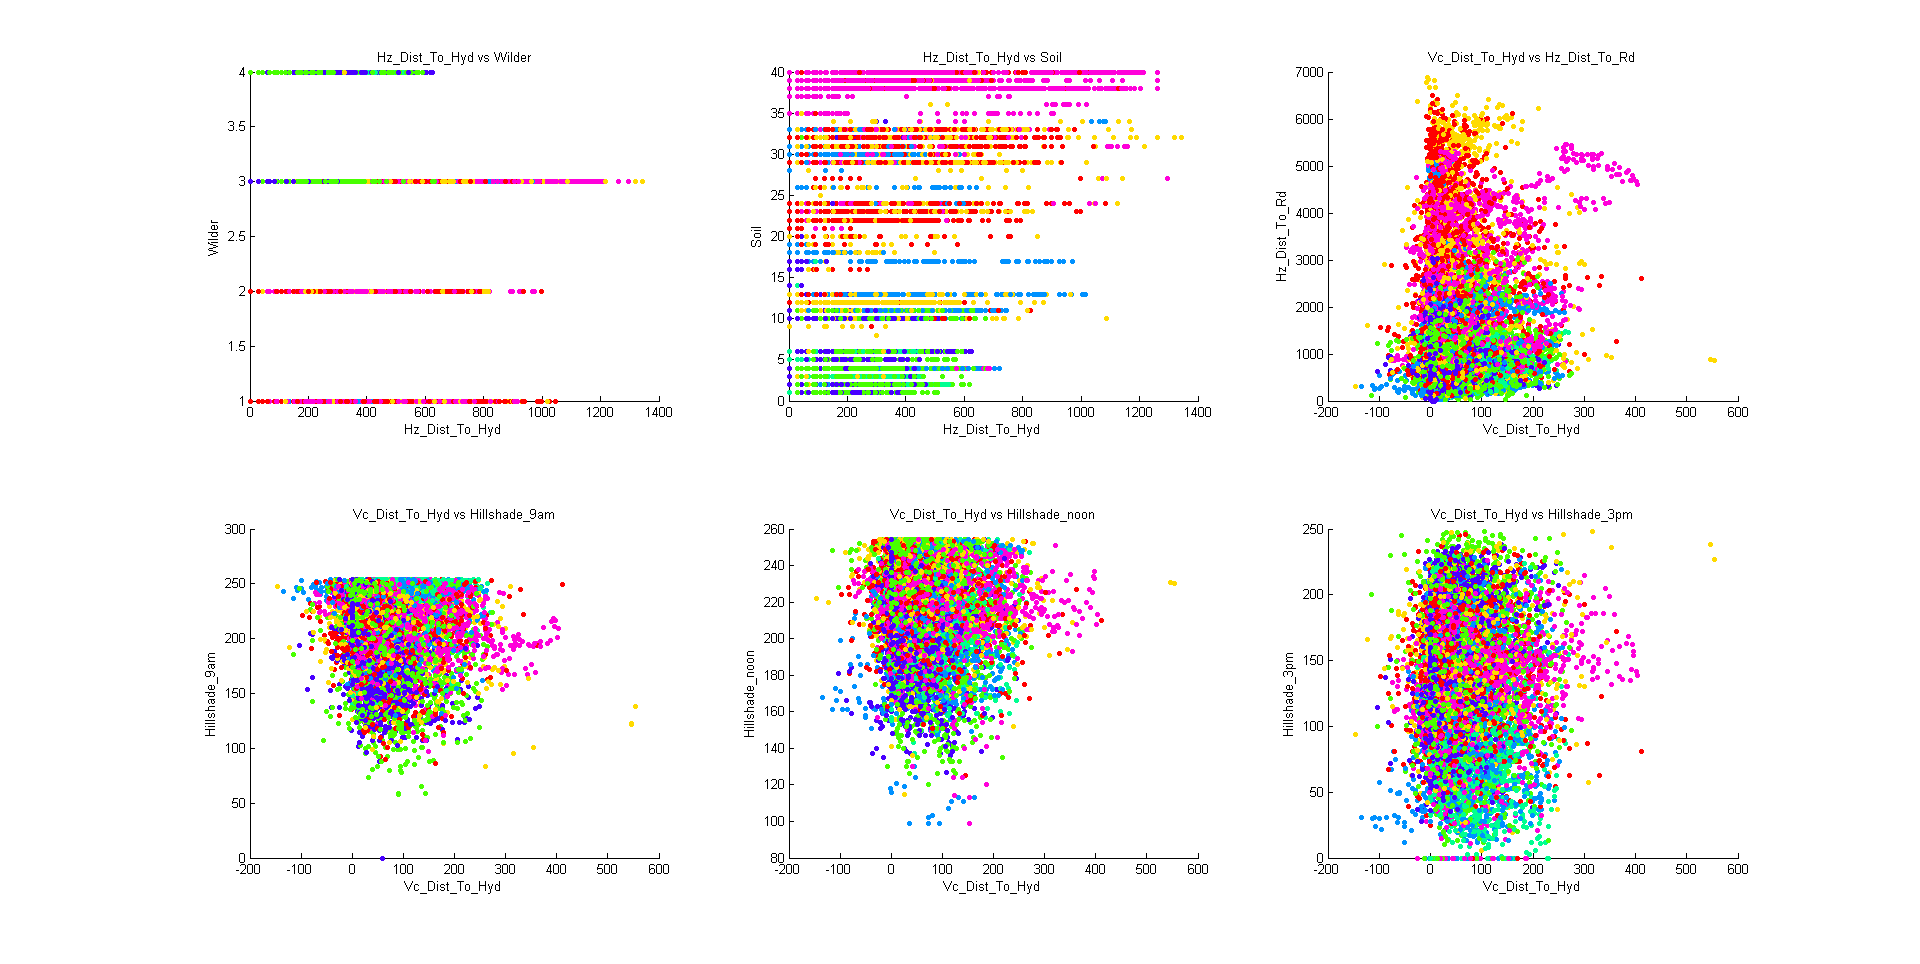 Hz_Dist_To_Hyd vs Wilder
4
3.5
3
2.5
2
1.5
1
0 200 400 600 800 1000 1200 1400
Wilder
Hz_Dist_To_Hyd
Hz_Dist_To_Hyd vs Soil
40
35
30
25
20
15
10
5
0
0 200 400 600 800 1000 1200 1400
Soil
Hz_Dist_To_Hyd
Vc_Dist_To_Hyd vs Hz_Dist_To_Rd
7000
6000
5000
4000
3000
2000
1000
0
-200 -100 0 100 200 300 400 500 600
Hz_Dist_To_Rd
Vc_Dist_To_Hyd
Vc_Dist_To_Hyd vs Hillshade_9am
300
250
200
150
100
50
0
-200 -100 0 100 200 300 400 500 600
Hillshade_9am
Vc_Dist_To_Hyd
Vc_Dist_To_Hyd vs Hillshade_noon
260
240
220
200
180
160
140
120
100
80
-200 -100 0 100 200 300 400 500 600
Hillshade_noon
Vc_Dist_To_Hyd
Vc_Dist_To_Hyd vs Hillshade_3pm
250
200
150
100
50
0
-200 -100 0 100 200 300 400 500 600
Hillshade_3pm
Vc_Dist_To_Hyd